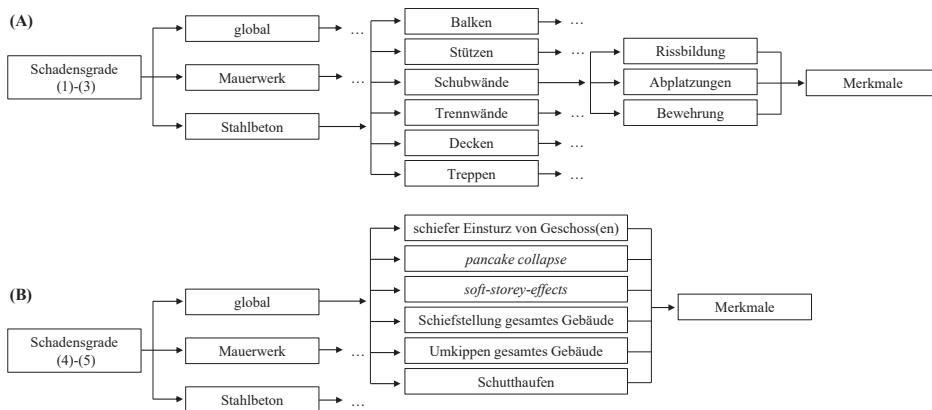 (A)
Schadensgrade
(1)-(3)
global
...
Mauerwerk
...
Stahlbeton
Balken
...
Stützen
...
Schubwände
Trennwände
...
Decken
...
Treppen
...
Rissbildung
Abplatzungen
Bewehrung
Merkmale
(B)
Schadensgrade
(4)-(5)
global
Mauerwerk
...
Stahlbeton
...
schiefer Einsturz von Geschoss(en)
pancake collapse
soft-storey-effects
Schiefstellung gesamtes Gebäude
Umkippen gesamtes Gebäude
Schutthaufen
Merkmale